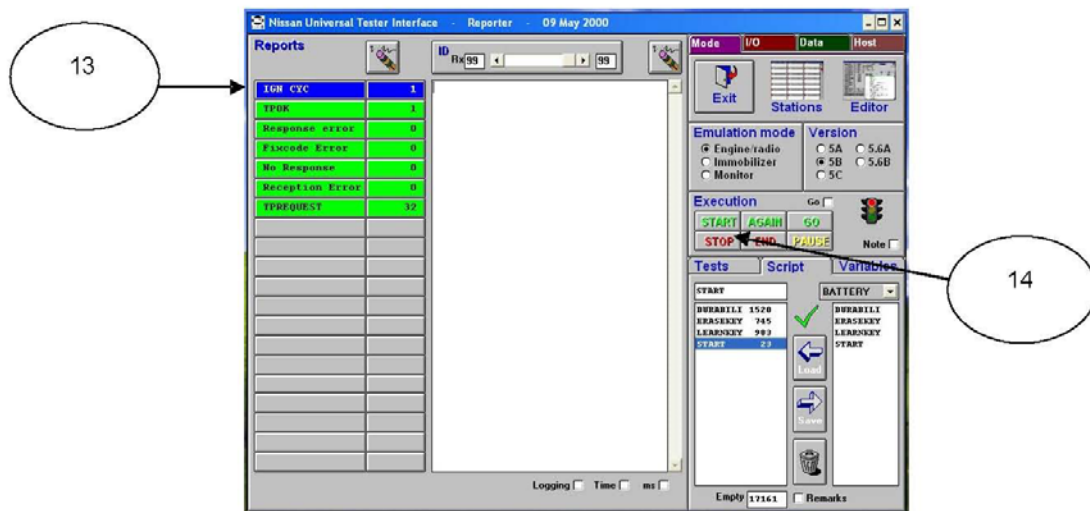 Nissan Universal Tester Interface - Reporter - 09 May 2000
13
Reports
ID
Rx 99 99
Mode I/O Data Host
IGN CYC 1
TPOK 1
Response error 0
Fixcode Error 0
No Response 0
Reception Error 0
TPREQUEST 32
Exit Stations Editor
Emulation mode
Engine/radio
Immobilizer
Monitor
Version
5A 5.6A
5B 5.6B
5C
Execution Go
START AGAIN GO
STOP END PAUSE Note
14
Tests Script Variables
START BATTERY
DURABILI 1520
ERASEKEY 745
LEARNKEY 983
START 23
DURABILI
ERASEKEY
LEARNKEY
START
Load
Save
Logging Time ms
Empty 17161 Remarks